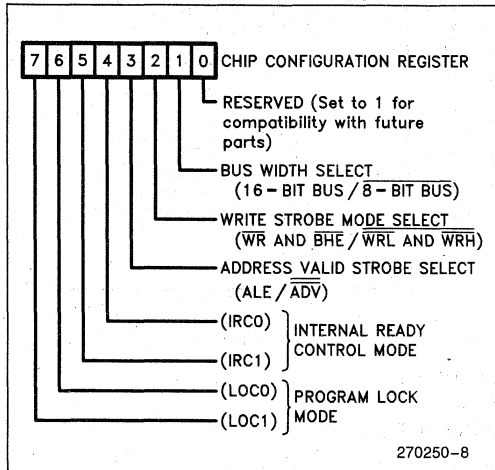 7 6 5 4 3 2 1 0 CHIP CONFIGURATION REGISTER
RESERVED (Set to 1 for
compatibility with future
parts)
BUS WIDTH SELECT
(16-BIT BUS / 8-BIT BUS)
WRITE STROBE MODE SELECT
(WR AND BHE / WRL AND WRH)
ADDRESS VALID STROBE SELECT
(ALE / ADV)
(IRC0)
(IRC1)
INTERNAL READY
CONTROL MODE
(LOC0)
(LOC1)
PROGRAM LOCK
MODE
270250-8